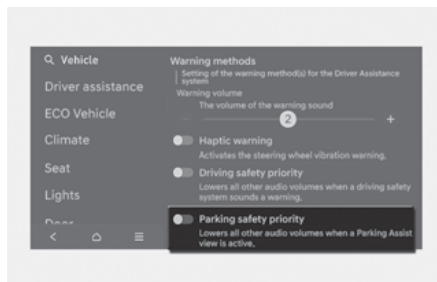 Vehicle
Driver assistance
ECO Vehicle
Climate
Seat
Lights
Door
Warning methods
Setting of the warning method(s) for the Driver Assistance
system
Warning volume
The volume of the warning sound
− 2 +
Haptic warning
Activates the steering wheel vibration warning.
Driving safety priority
Lowers all other audio volumes when a driving safety
system sounds a warning.
Parking safety priority
Lowers all other audio volumes when a Parking Assist
view is active.